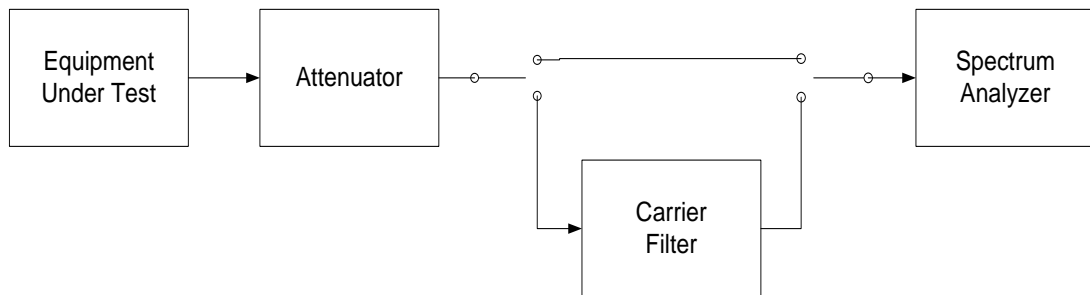 Equipment
Under Test
Attenuator
Spectrum
Analyzer
Carrier
Filter